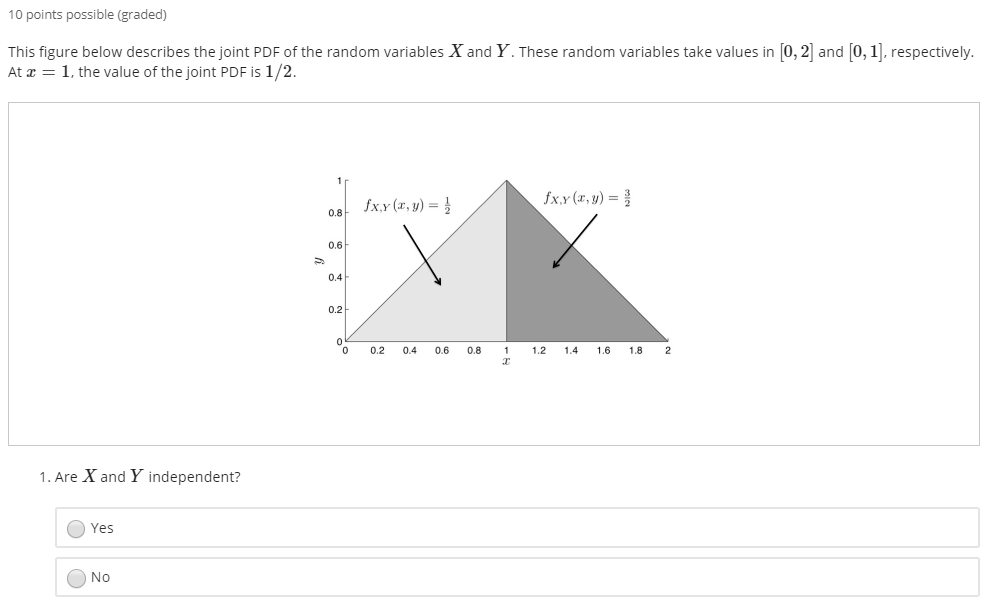 10 points possible (graded)
This figure below describes the joint PDF of the random variables X and Y. These random variables take values in [0, 2] and [0, 1], respectively.
At x = 1, the value of the joint PDF is 1/2.
1
f_{X,Y}(x, y) = 1/2
f_{X,Y}(x, y) = 3/2
0.8
0.6
y
0.4
0.2
0
0 0.2 0.4 0.6 0.8 1 1.2 1.4 1.6 1.8 2
x
1. Are X and Y independent?
Yes
No